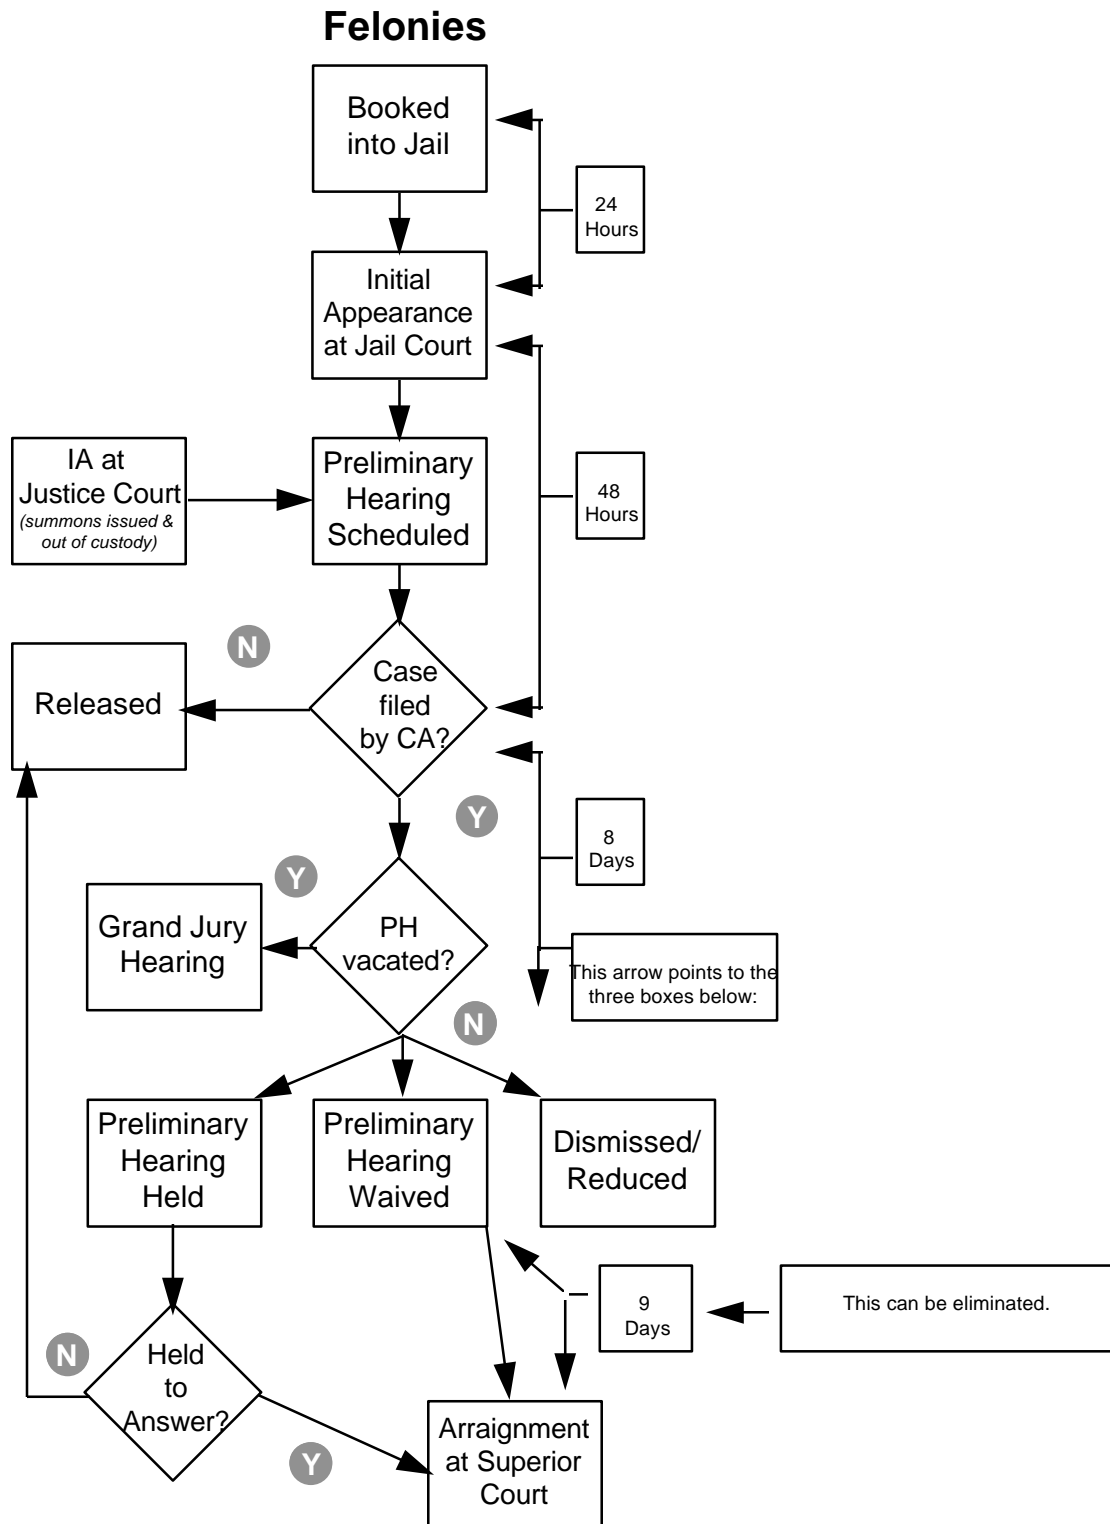 Felonies
Booked
into Jail
24
Hours
Initial
Appearance
at Jail Court
IA at
Justice Court
(summons issued &
out of custody)
Preliminary
Hearing
Scheduled
48
Hours
N
Released
Case
filed
by CA?
Y
8
Days
Y
Grand Jury
Hearing
PH
vacated?
This arrow points to the
three boxes below:
N
Preliminary
Hearing
Held
Preliminary
Hearing
Waived
Dismissed/
Reduced
9
Days
This can be eliminated.
N
Held
to
Answer?
Y
Arraignment
at Superior
Court